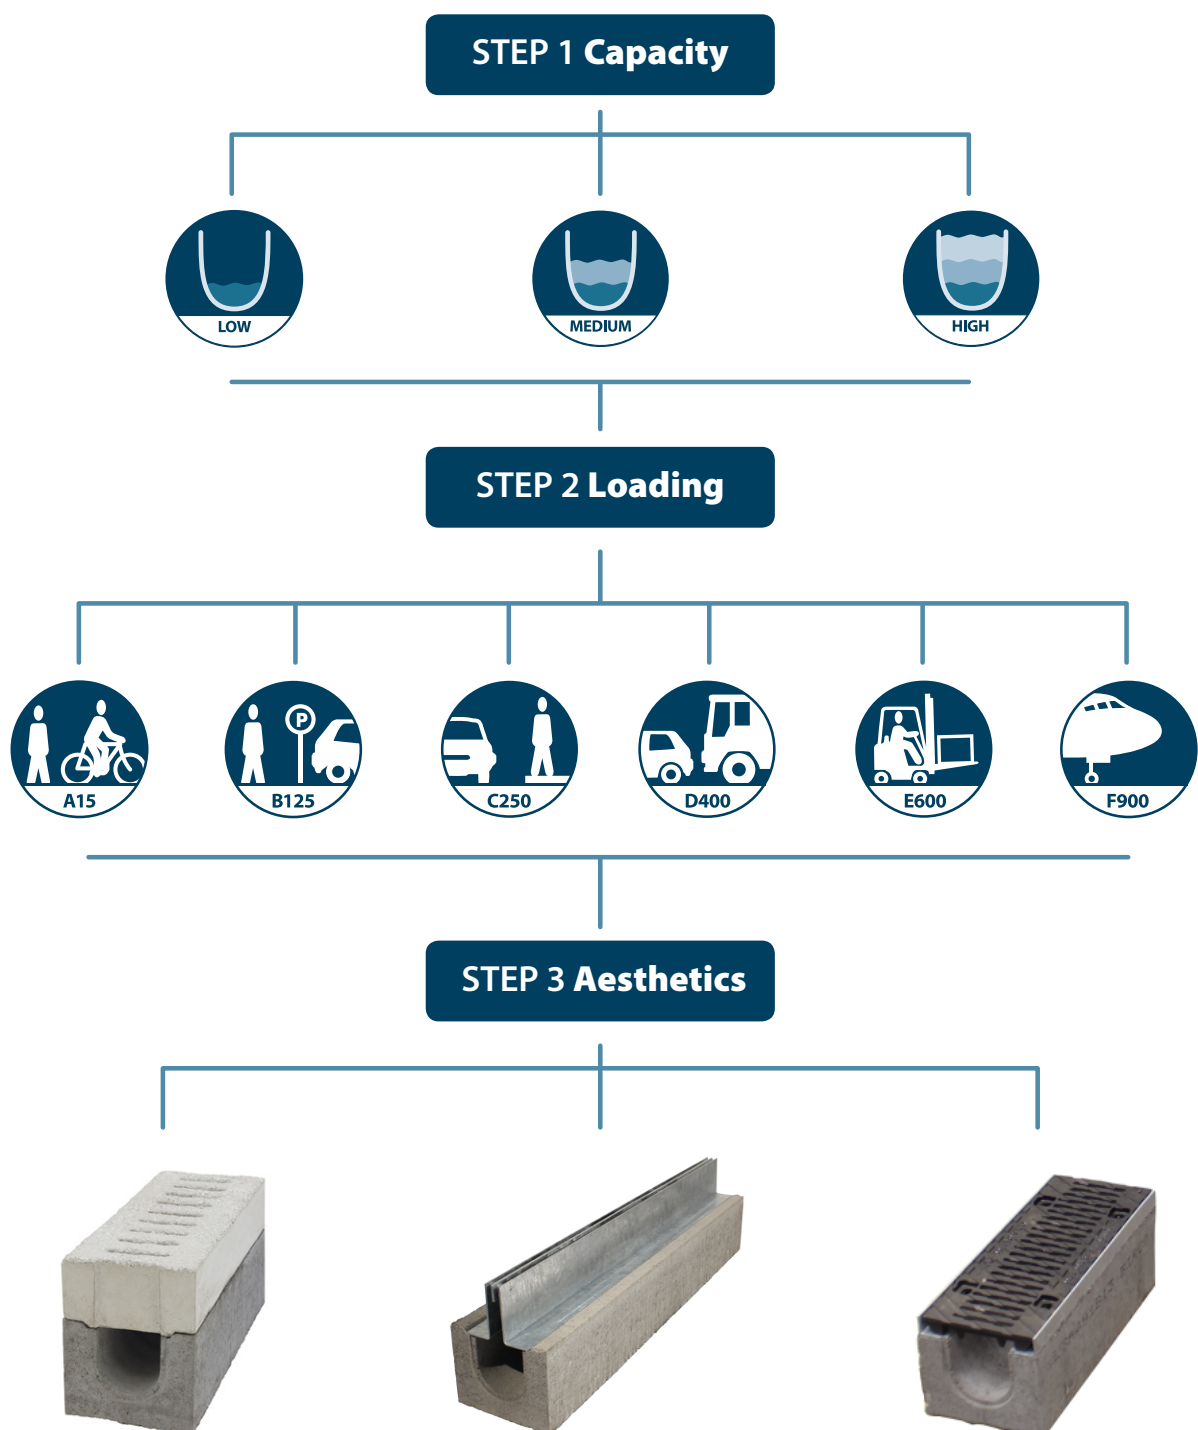 STEP 1 Capacity
LOW
MEDIUM
HIGH
STEP 2 Loading
P
A15
B125
C250
D400
E600
F900
STEP 3 Aesthetics